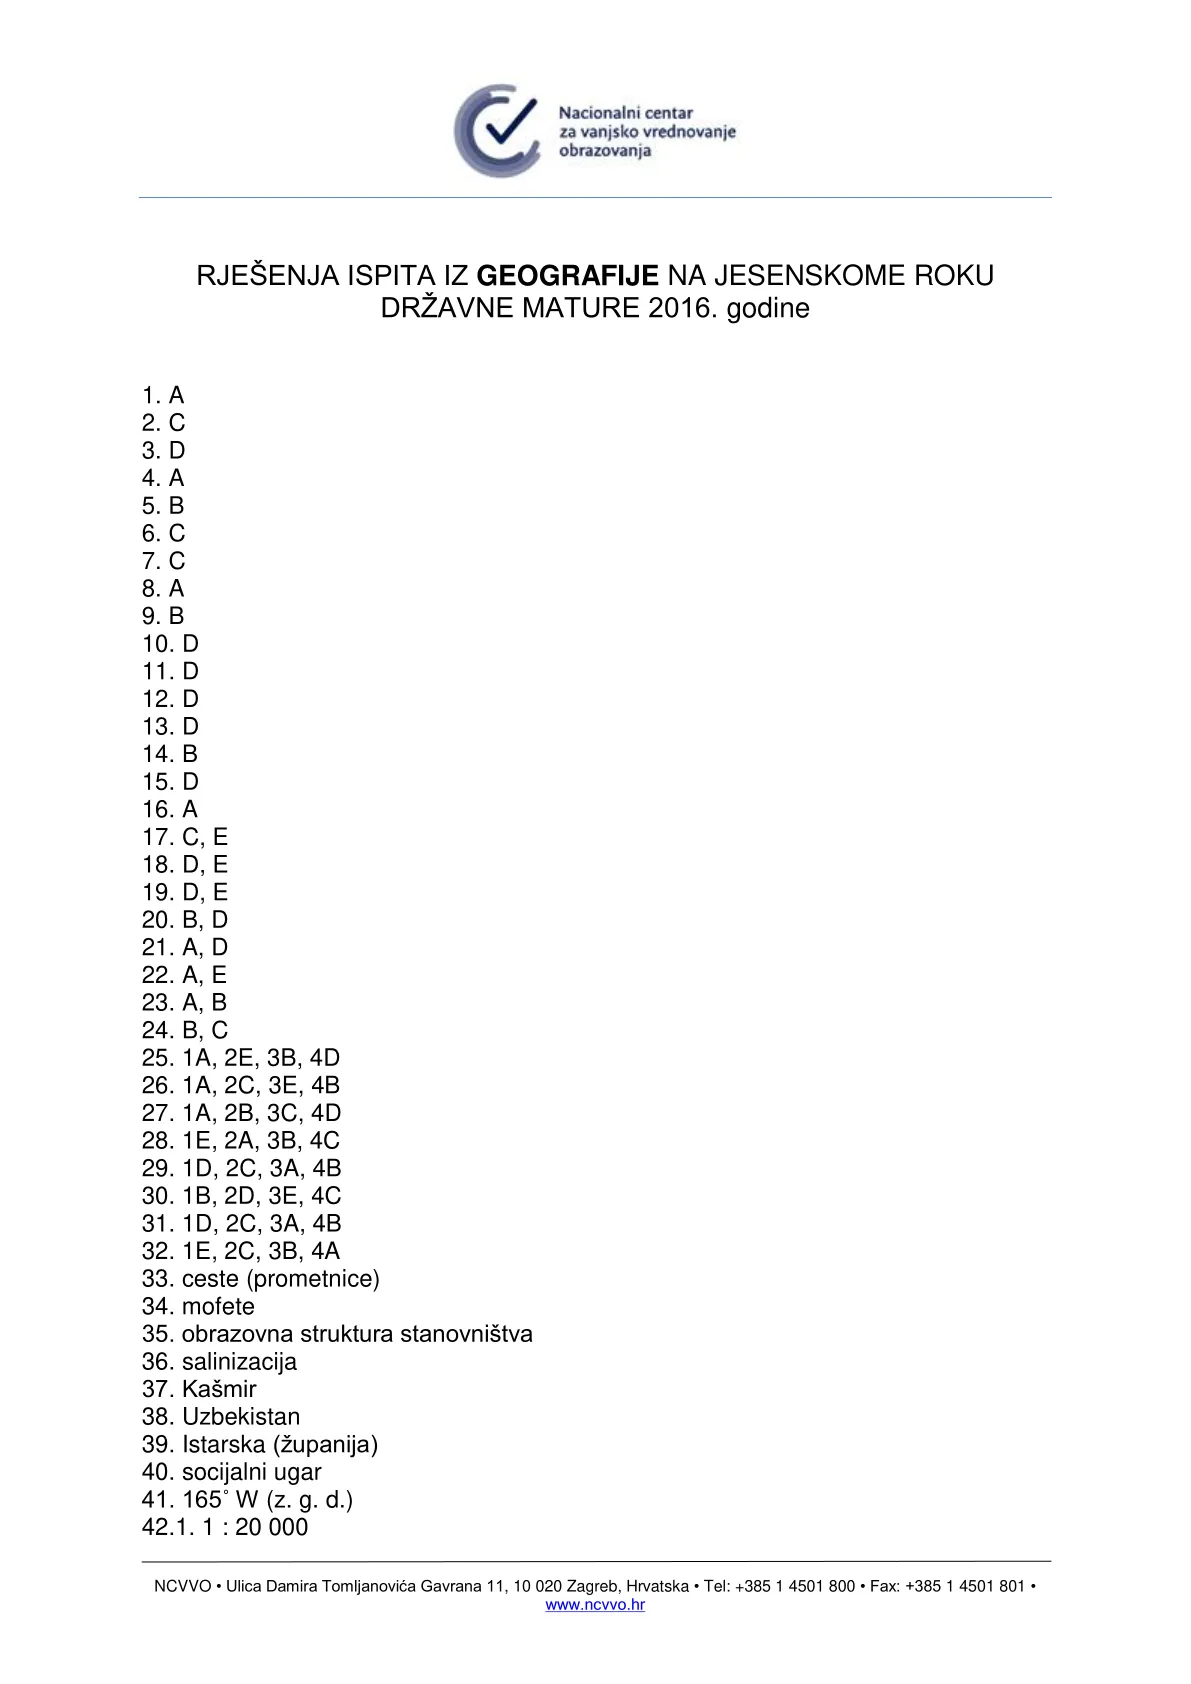 Nacionalni centar
za vanjsko vrednovanje
obrazovanja
RJEŠENJA ISPITA IZ GEOGRAFIJE NA JESENSKOME ROKU
DRŽAVNE MATURE 2016. godine
1. A
2. C
3. D
4. A
5. B
6. C
7. C
8. A
9. B
10. D
11. D
12. D
13. D
14. B
15. D
16. A
17. C, E
18. D, E
19. D, E
20. B, D
21. A, D
22. A, E
23. A, B
24. B, C
25. 1A, 2E, 3B, 4D
26. 1A, 2C, 3E, 4B
27. 1A, 2B, 3C, 4D
28. 1E, 2A, 3B, 4C
29. 1D, 2C, 3A, 4B
30. 1B, 2D, 3E, 4C
31. 1D, 2C, 3A, 4B
32. 1E, 2C, 3B, 4A
33. ceste (prometnice)
34. mofete
35. obrazovna struktura stanovništva
36. salinizacija
37. Kašmir
38. Uzbekistan
39. Istarska (županija)
40. socijalni ugar
41. 165˚ W (z. g. d.)
42.1. 1 : 20 000
NCVVO • Ulica Damira Tomljanovića Gavrana 11, 10 020 Zagreb, Hrvatska • Tel: +385 1 4501 800 • Fax: +385 1 4501 801 •
www.ncvvo.hr